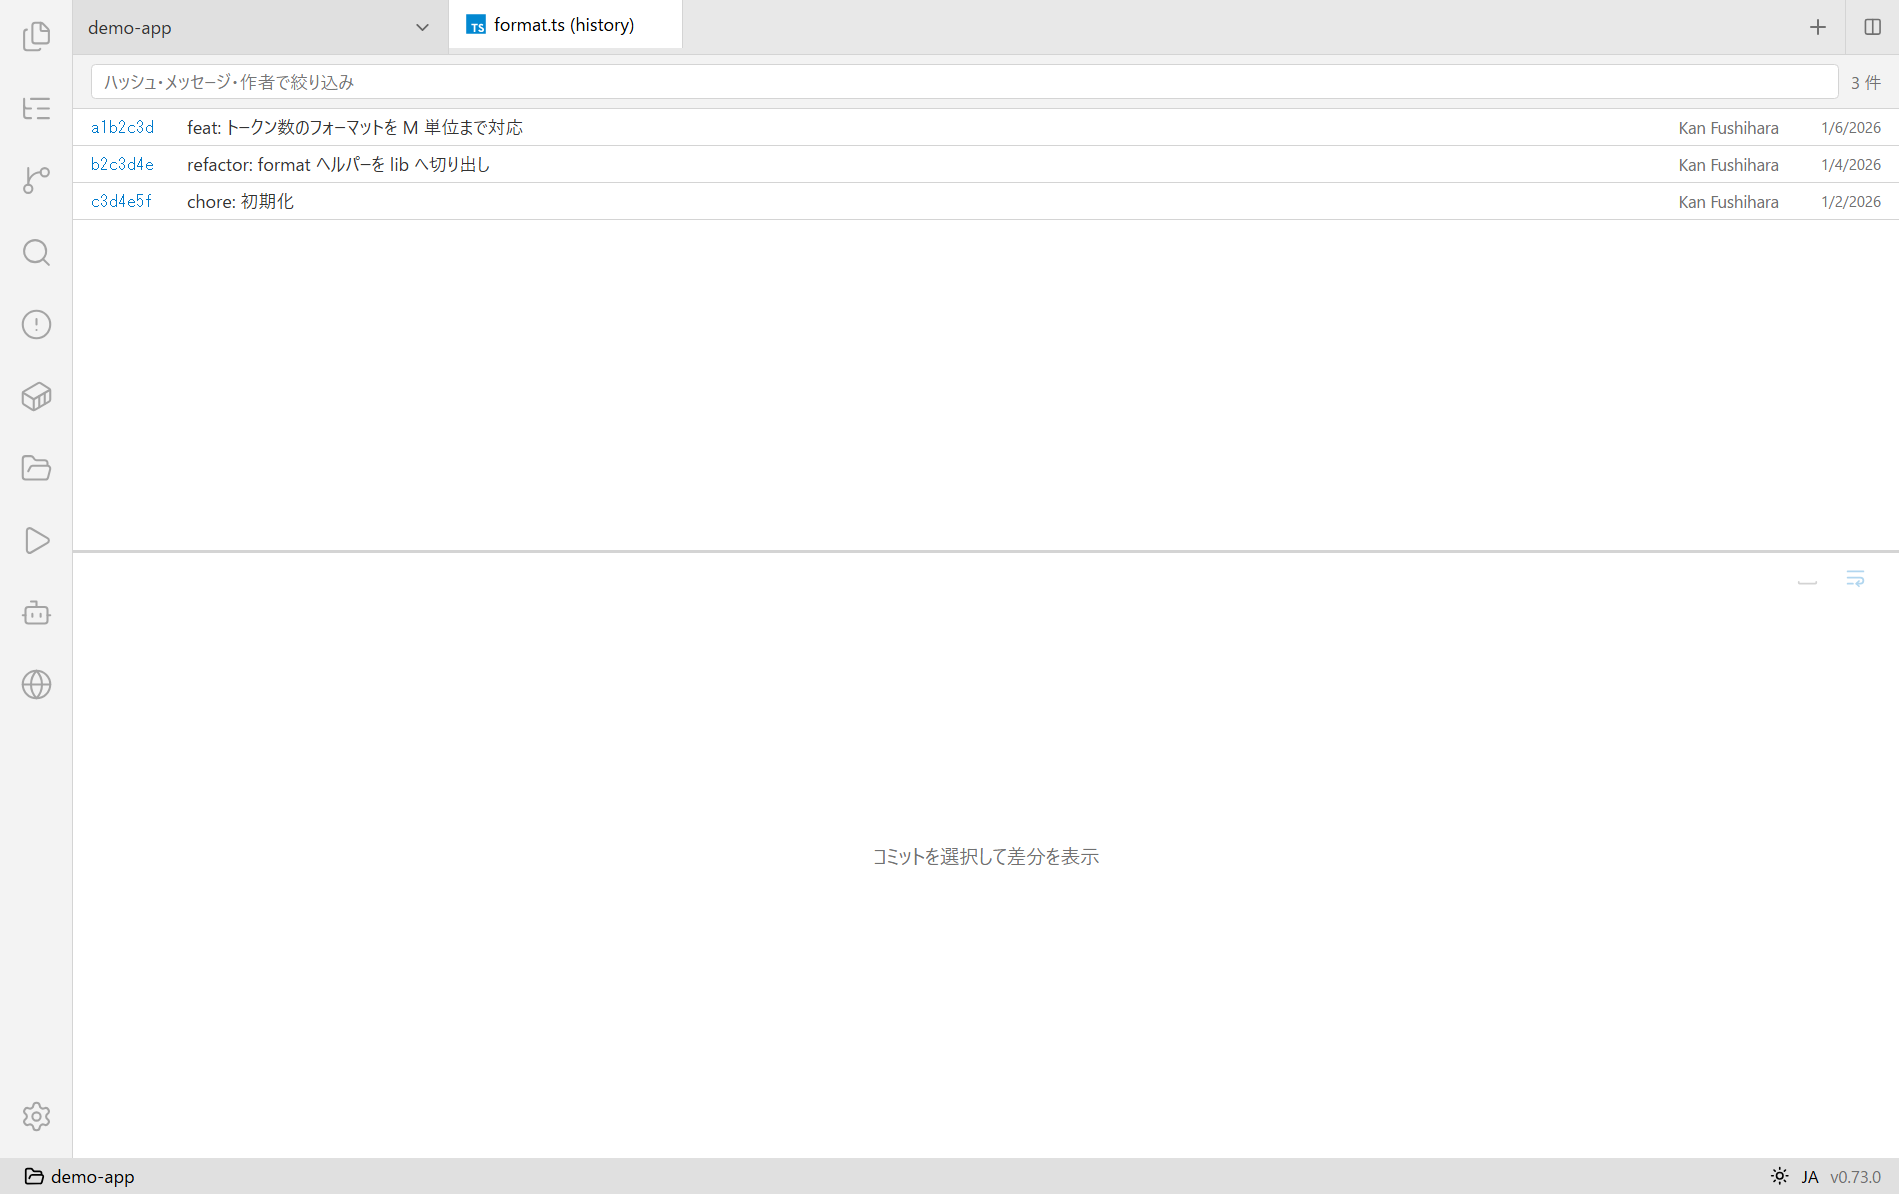 demo-app
format.ts (history)
ハッシュ・メッセージ・作者で絞り込み
3 件
a1b2c3d feat: トークン数のフォーマットを M 単位まで対応 Kan Fushihara 1/6/2026
b2c3d4e refactor: format ヘルパーを lib へ切り出し Kan Fushihara 1/4/2026
c3d4e5f chore: 初期化 Kan Fushihara 1/2/2026
コミットを選択して差分を表示
demo-app
JA v0.73.0